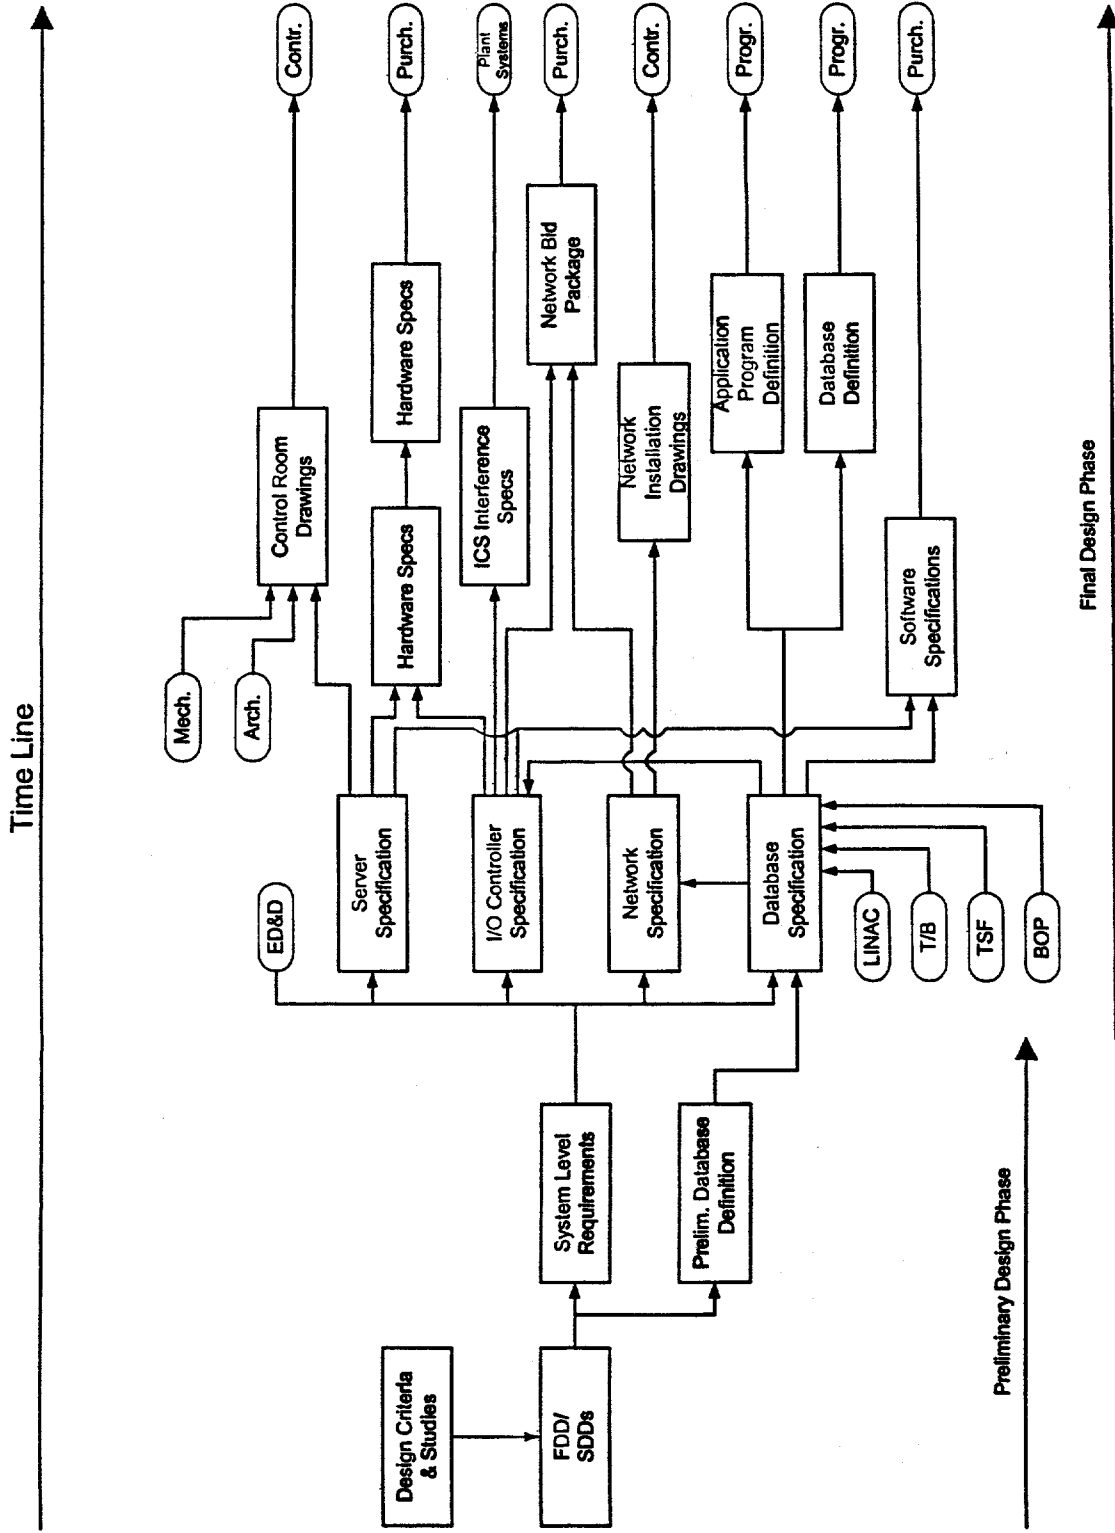 Time Line
Design Criteria
& Studies
FDD/
SDDs
System Level
Requirements
Prelim. Database
Definition
ED&D
Server
Specification
I/O Controller
Specification
Network
Specification
Database
Specification
LINAC
T/B
TSF
BOP
Mech.
Arch.
Control Room
Drawings
Hardware Specs
Hardware Specs
ICS Interference
Specs
Network Bid
Package
Network
Installation
Drawings
Application
Program
Definition
Database
Definition
Software
Specifications
Contr.
Purch.
Plant
Systems
Purch.
Contr.
Progr.
Progr.
Purch.
Preliminary Design Phase
Final Design Phase